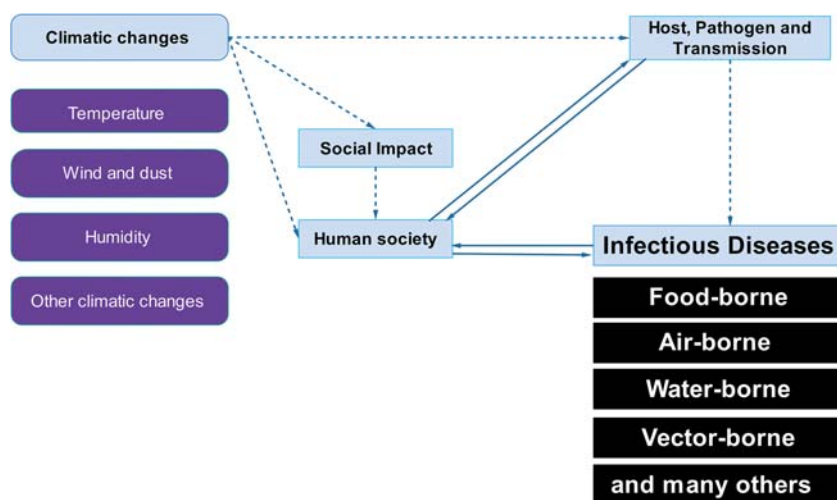 Climatic changes
Host, Pathogen and
Transmission
Temperature
Social Impact
Wind and dust
Human society
Humidity
Infectious Diseases
Other climatic changes
Food-borne
Air-borne
Water-borne
Vector-borne
and many others